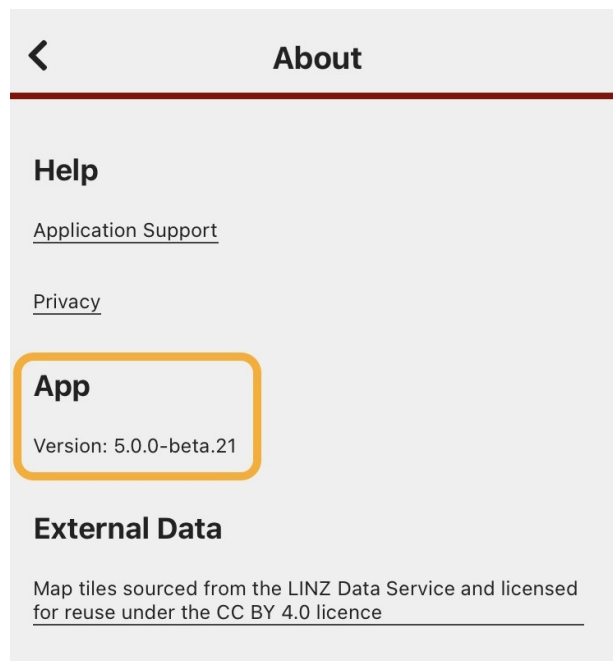 About
Help
Application Support
Privacy
App
Version: 5.0.0-beta.21
External Data
Map tiles sourced from the LINZ Data Service and licensed
for reuse under the CC BY 4.0 licence